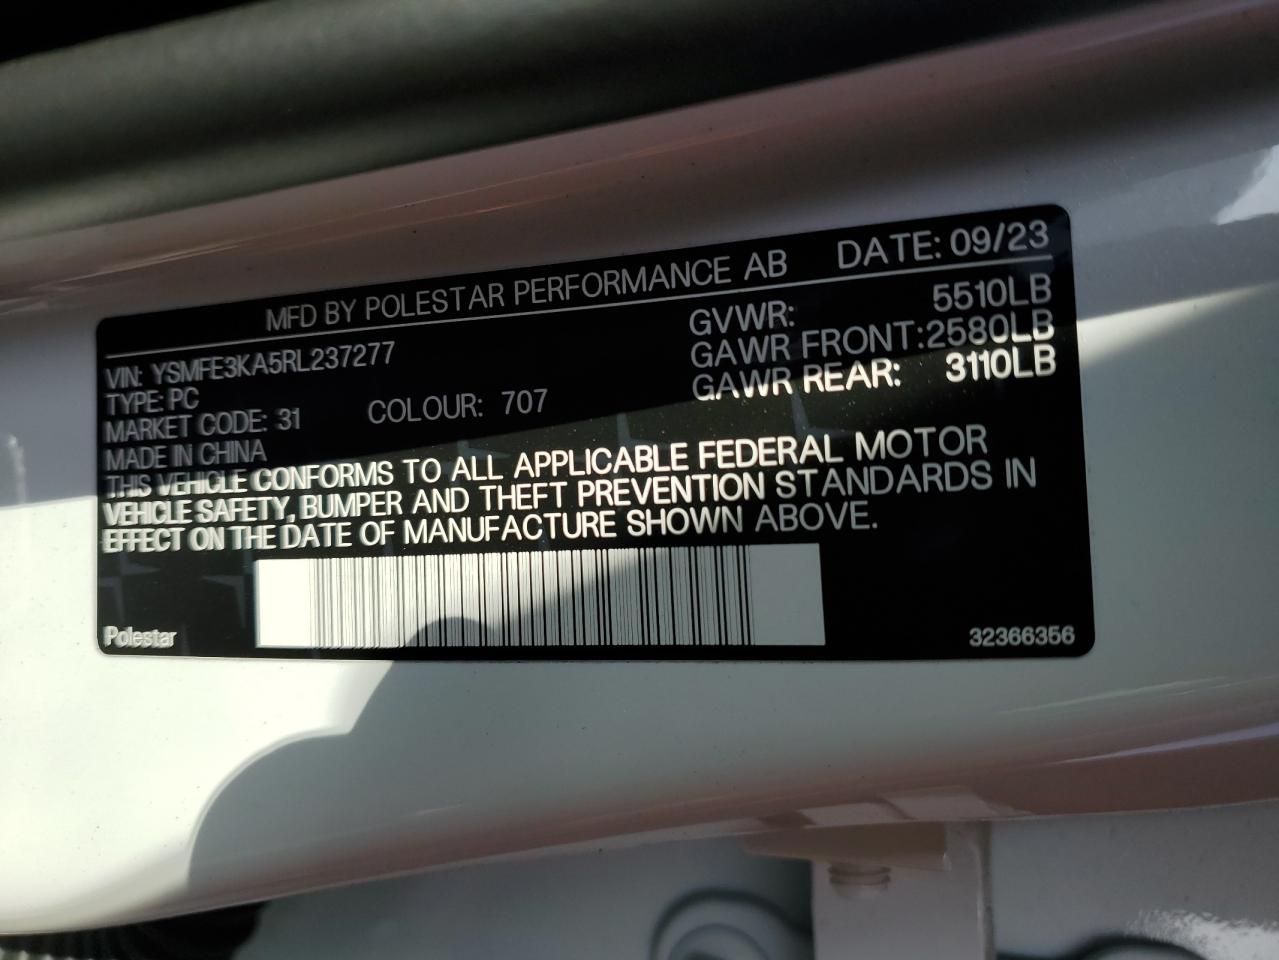 MFD BY POLESTAR PERFORMANCE AB DATE: 09/23
VIN: YSMFE3KA5RL237277 GVWR: 5510LB
TYPE: PC GAWR FRONT: 2580LB
MARKET CODE: 31 COLOUR: 707 GAWR REAR: 3110LB
MADE IN CHINA
THIS VEHICLE CONFORMS TO ALL APPLICABLE FEDERAL MOTOR
VEHICLE SAFETY, BUMPER AND THEFT PREVENTION STANDARDS IN
EFFECT ON THE DATE OF MANUFACTURE SHOWN ABOVE.
Polestar 32366356